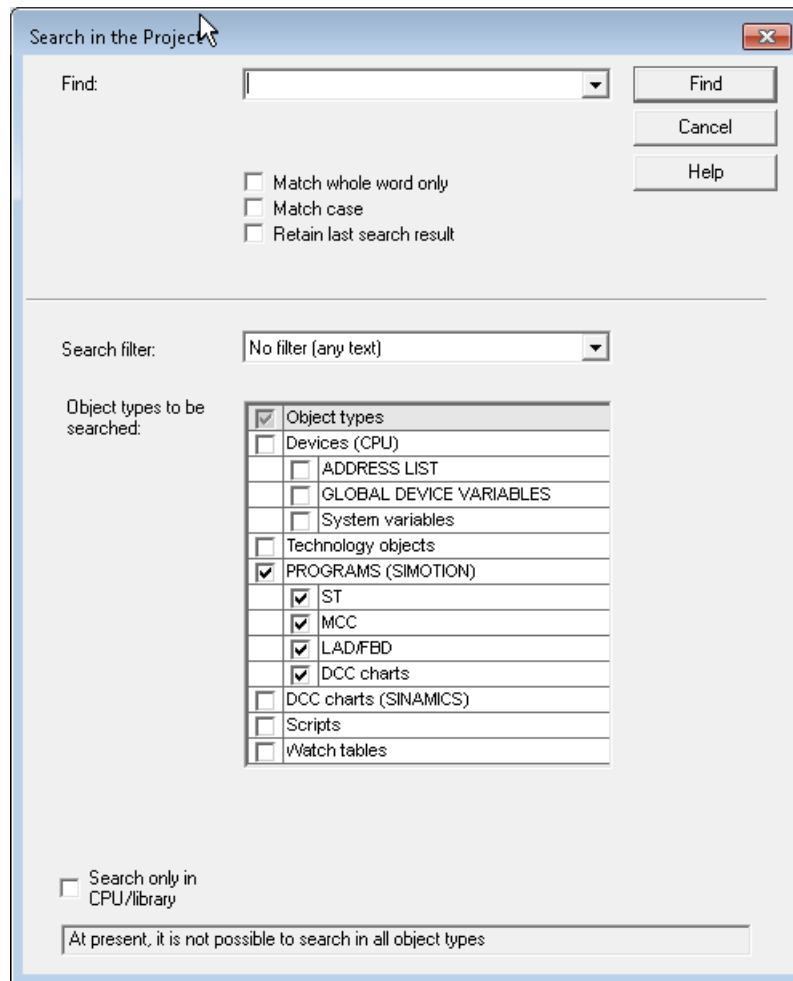 Search in the Project
Find:
Find
Cancel
Help
Match whole word only
Match case
Retain last search result
Search filter:
No filter (any text)
Object types to be
searched:
Object types
Devices (CPU)
ADDRESS LIST
GLOBAL DEVICE VARIABLES
System variables
Technology objects
PROGRAMS (SIMOTION)
ST
MCC
LAD/FBD
DCC charts
DCC charts (SINAMICS)
Scripts
Watch tables
Search only in
CPU/library
At present, it is not possible to search in all object types